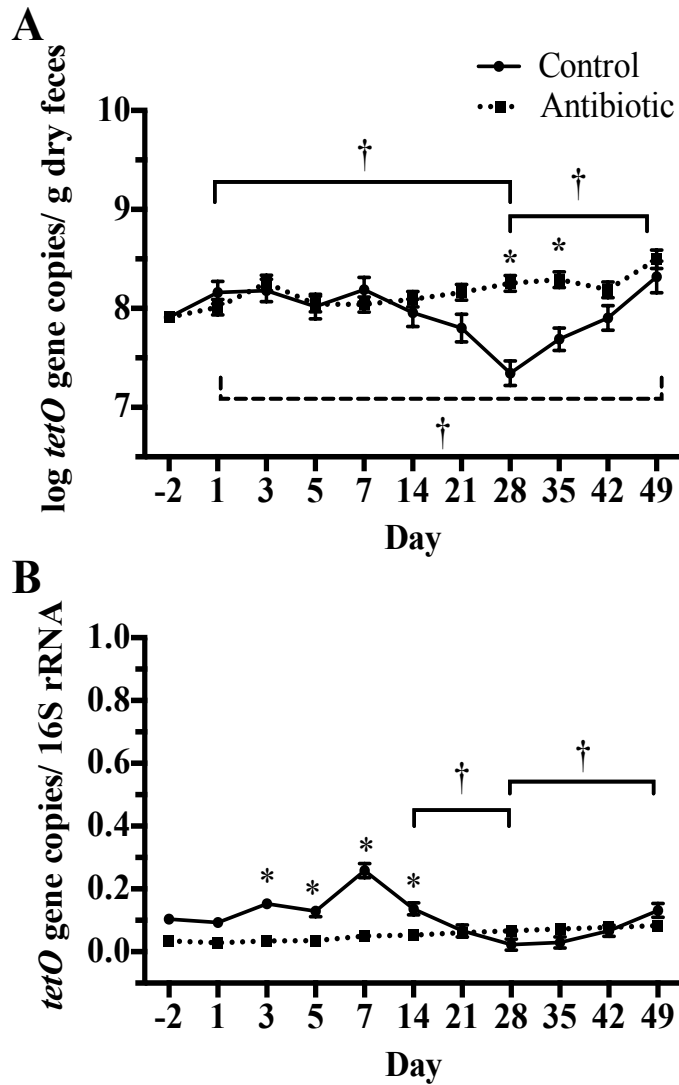 A
Control
Antibiotic
log tetO gene copies/ g dry feces
10
9
8
7
†
†
*
*
†
-2 1 3 5 7 14 21 28 35 42 49
Day
B
tetO gene copies/ 16S rRNA
1.0
0.8
0.6
0.4
0.2
0.0
†
†
*
*
*
*
-2 1 3 5 7 14 21 28 35 42 49
Day